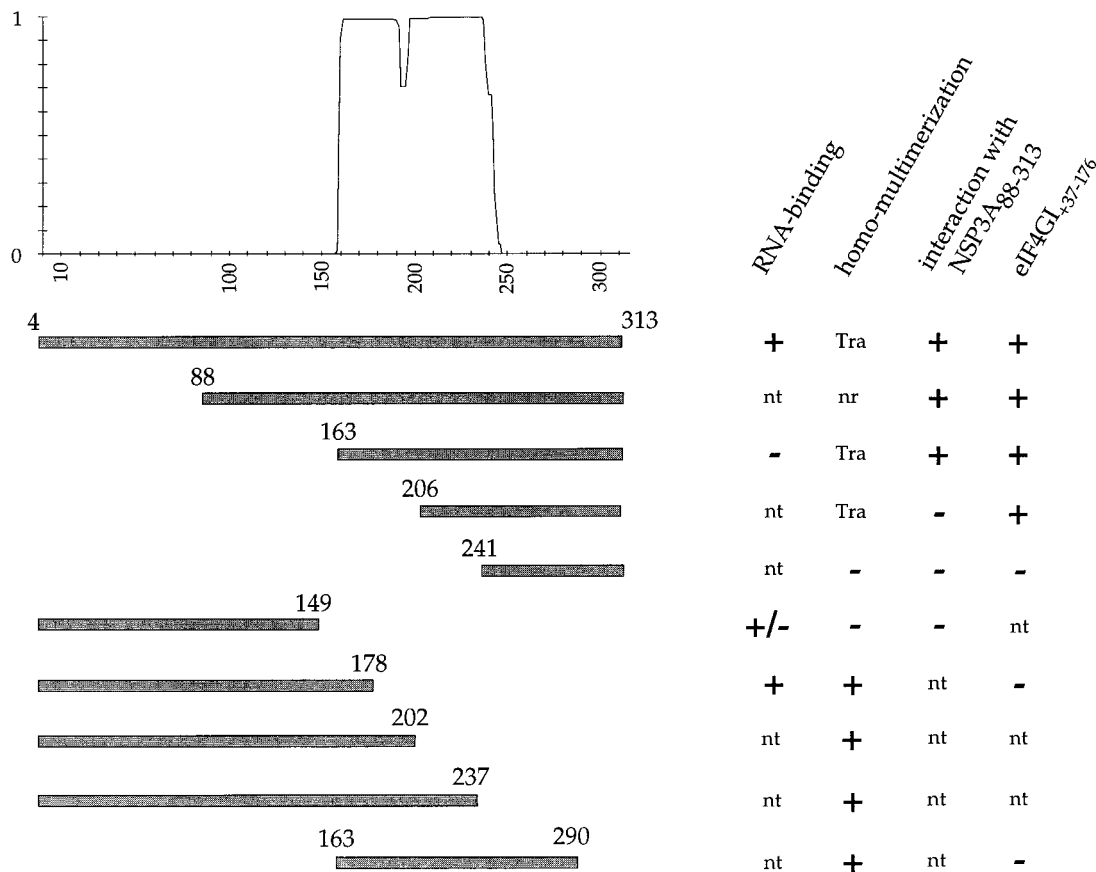 1
0
10
100
150
200
250
300
RNA-binding
homo-multimerization
interaction with
NSP3A88-313
eIF4GI+37-176
4 313
+ Tra + +
88
nt nr + +
163
- Tra + +
206
nt Tra - +
241
nt - - -
149
+/- - - nt
178
+ + nt -
202
nt + nt nt
237
nt + nt nt
163 290
nt + nt -